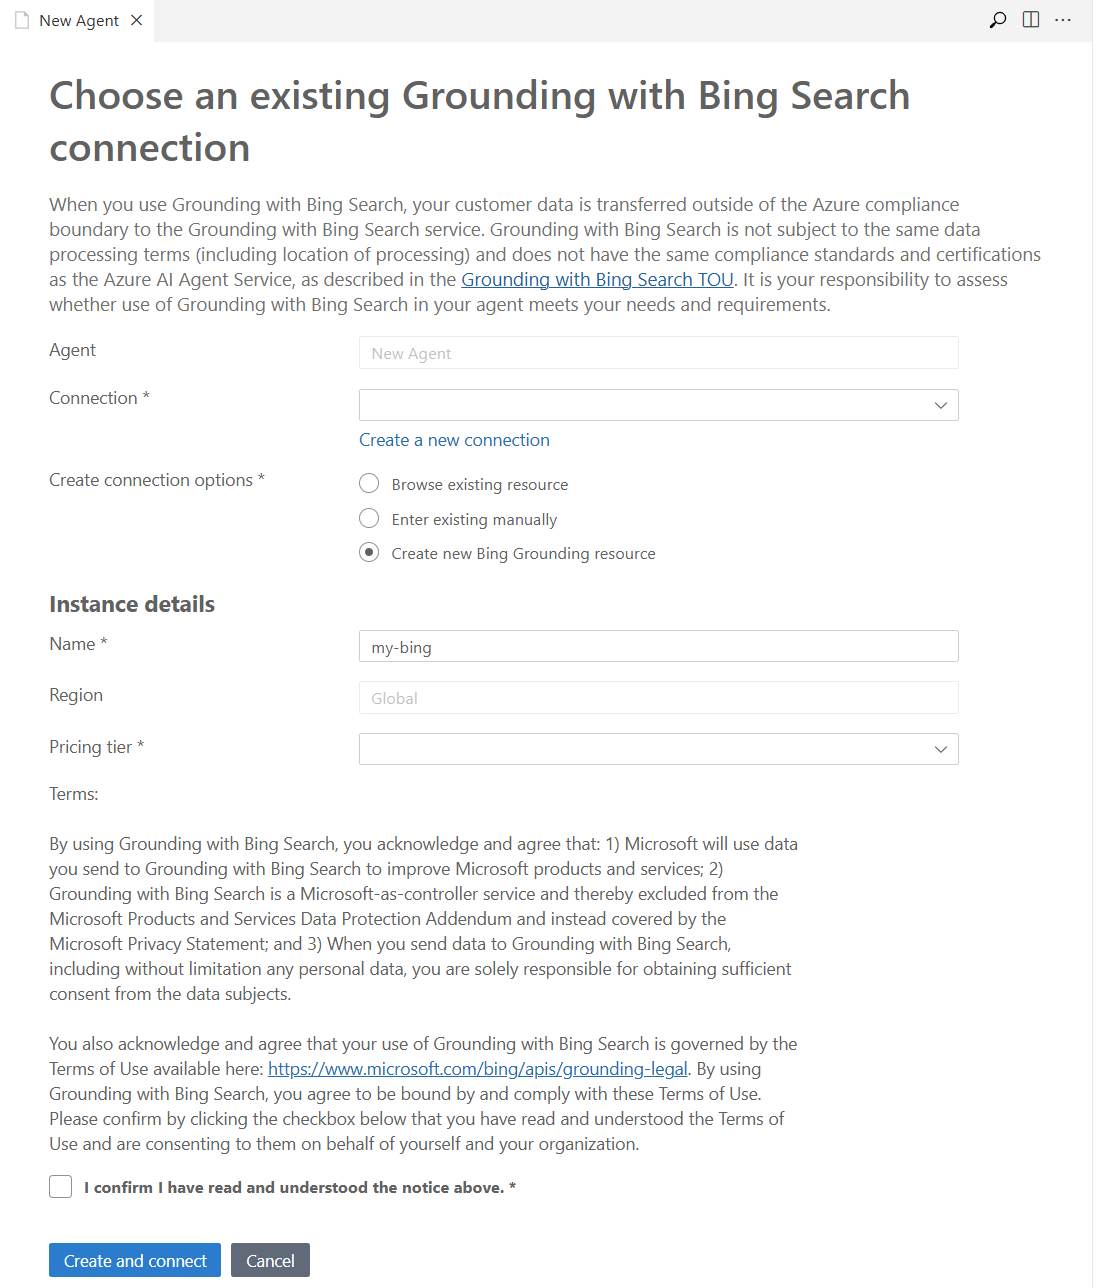 New Agent
Choose an existing Grounding with Bing Search
connection
When you use Grounding with Bing Search, your customer data is transferred outside of the Azure compliance
boundary to the Grounding with Bing Search service. Grounding with Bing Search is not subject to the same data
processing terms (including location of processing) and does not have the same compliance standards and certifications
as the Azure AI Agent Service, as described in the Grounding with Bing Search TOU. It is your responsibility to assess
whether use of Grounding with Bing Search in your agent meets your needs and requirements.
Agent
New Agent
Connection *
Create a new connection
Create connection options *
Browse existing resource
Enter existing manually
Create new Bing Grounding resource
Instance details
Name *
my-bing
Region
Global
Pricing tier *
Terms:
By using Grounding with Bing Search, you acknowledge and agree that: 1) Microsoft will use data
you send to Grounding with Bing Search to improve Microsoft products and services; 2)
Grounding with Bing Search is a Microsoft-as-controller service and thereby excluded from the
Microsoft Products and Services Data Protection Addendum and instead covered by the
Microsoft Privacy Statement; and 3) When you send data to Grounding with Bing Search,
including without limitation any personal data, you are solely responsible for obtaining sufficient
consent from the data subjects.
You also acknowledge and agree that your use of Grounding with Bing Search is governed by the
Terms of Use available here: https://www.microsoft.com/bing/apis/grounding-legal. By using
Grounding with Bing Search, you agree to be bound by and comply with these Terms of Use.
Please confirm by clicking the checkbox below that you have read and understood the Terms of
Use and are consenting to them on behalf of yourself and your organization.
I confirm I have read and understood the notice above. *
Create and connect
Cancel